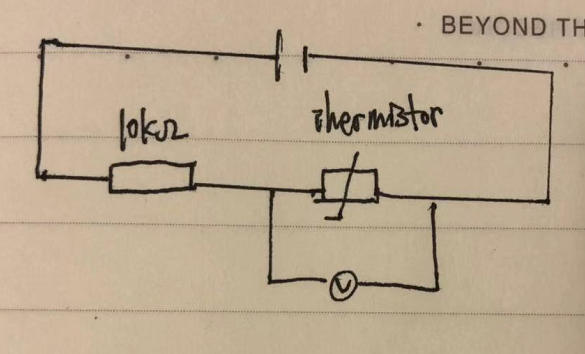 • BEYOND TH
10kΩ
thermistor
V